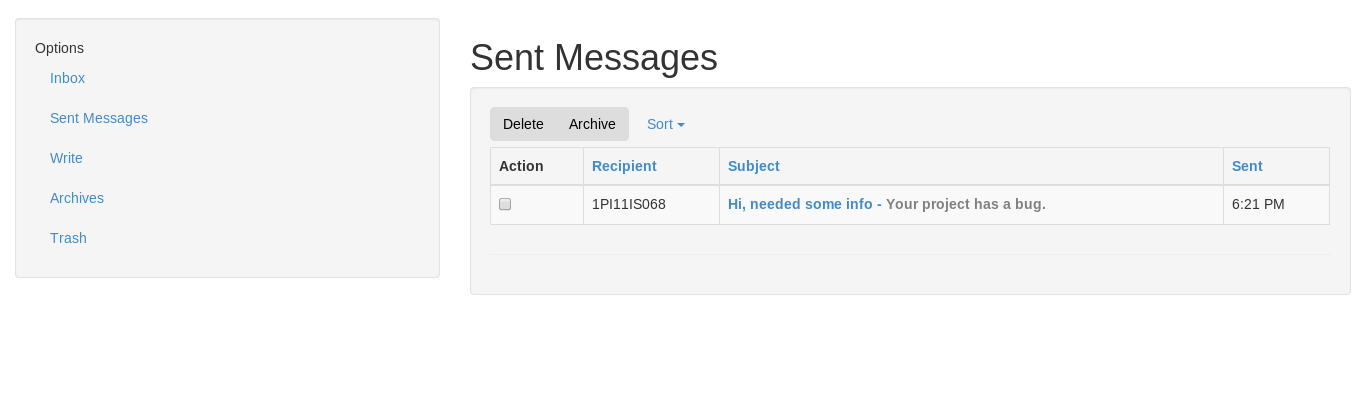 Options
Inbox
Sent Messages
Write
Archives
Trash
Sent Messages
Delete Archive Sort
Action Recipient Subject Sent
1PI11IS068 Hi, needed some info - Your project has a bug. 6:21 PM